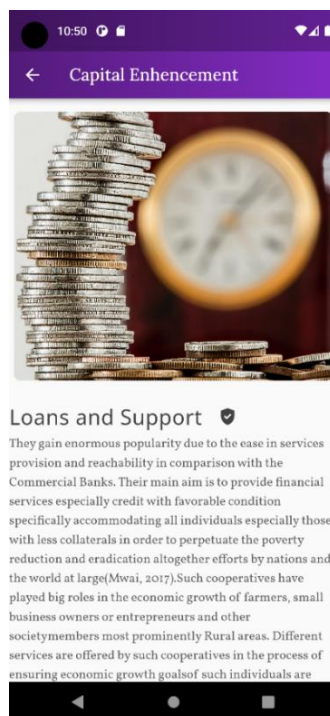 10:50
Capital Enhencement
Loans and Support
They gain enormous popularity due to the ease in services
provision and reachability in comparison with the
Commercial Banks. Their main aim is to provide financial
services especially credit with favorable condition
specifically accommodating all individuals especially those
with less collaterals in order to perpetuate the poverty
reduction and eradication altogether efforts by nations and
the world at large(Mwai, 2017).Such cooperatives have
played big roles in the economic growth of farmers, small
business owners or entrepreneurs and other
societymembers most prominently Rural areas. Different
services are offered by such cooperatives in the process of
ensuring economic growth goalsof such individuals are